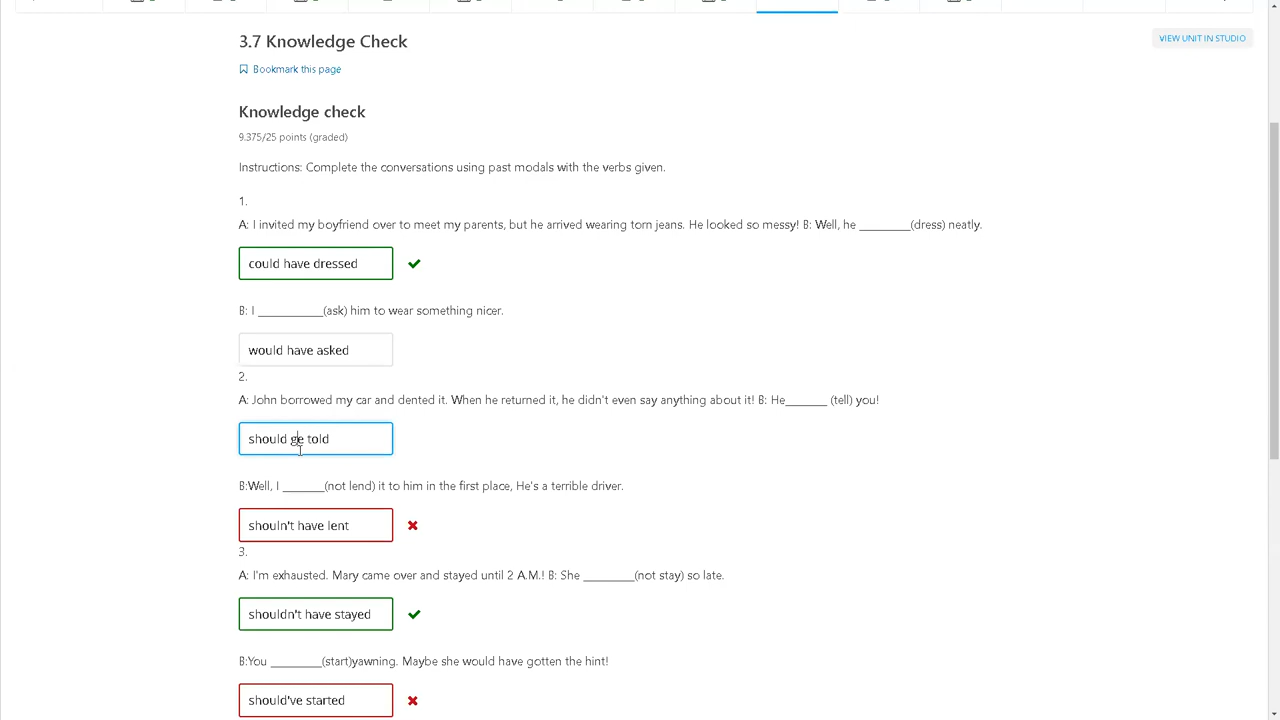 3.7 Knowledge Check
VIEW UNIT IN STUDIO
Bookmark this page
Knowledge check
9.375/25 points (graded)
Instructions: Complete the conversations using past modals with the verbs given.
1.
A: I invited my boyfriend over to meet my parents, but he arrived wearing torn jeans. He looked so messy! B: Well, he ________(dress) neatly.
could have dressed
B: I __________(ask) him to wear something nicer.
would have asked
2.
A: John borrowed my car and dented it. When he returned it, he didn't even say anything about it! B: He_______ (tell) you!
should ge told
B:Well, I _______(not lend) it to him in the first place, He's a terrible driver.
shouln't have lent
3.
A: I'm exhausted. Mary came over and stayed until 2 A.M.! B: She ________(not stay) so late.
shouldn't have stayed
B:You ________(start)yawning. Maybe she would have gotten the hint!
should've started